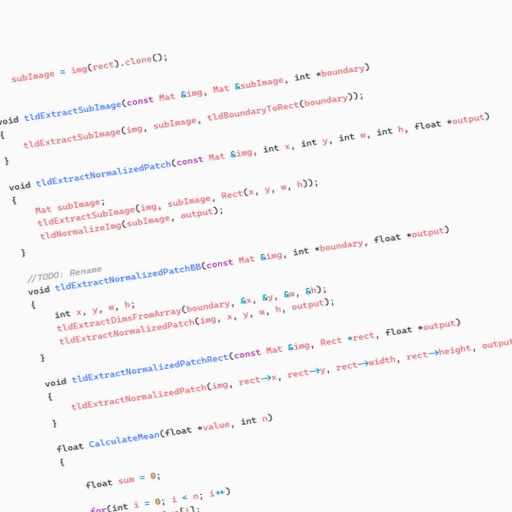 subImage = img(rect).clone();
void tldExtractSubImage(const Mat &img, Mat &subImage, int *boundary)
{
tldExtractSubImage(img, subImage, tldBoundaryToRect(boundary));
}
void tldExtractNormalizedPatch(const Mat &img, int x, int y, int w, int h, float *output)
{
Mat subImage;
tldExtractSubImage(img, subImage, Rect(x, y, w, h));
tldNormalizeImg(subImage, output);
}
//TODO: Rename
void tldExtractNormalizedPatchBB(const Mat &img, int *boundary, float *output)
{
int x, y, w, h;
tldExtractDimsFromArray(boundary, &x, &y, &w, &h);
tldExtractNormalizedPatch(img, x, y, w, h, output);
}
void tldExtractNormalizedPatchRect(const Mat &img, Rect *rect, float *output)
{
tldExtractNormalizedPatch(img, rect->x, rect->y, rect->width, rect->height, output
}
float CalculateMean(float *value, int n)
{
float sum = 0;
for(int i = 0; i < n; i++)